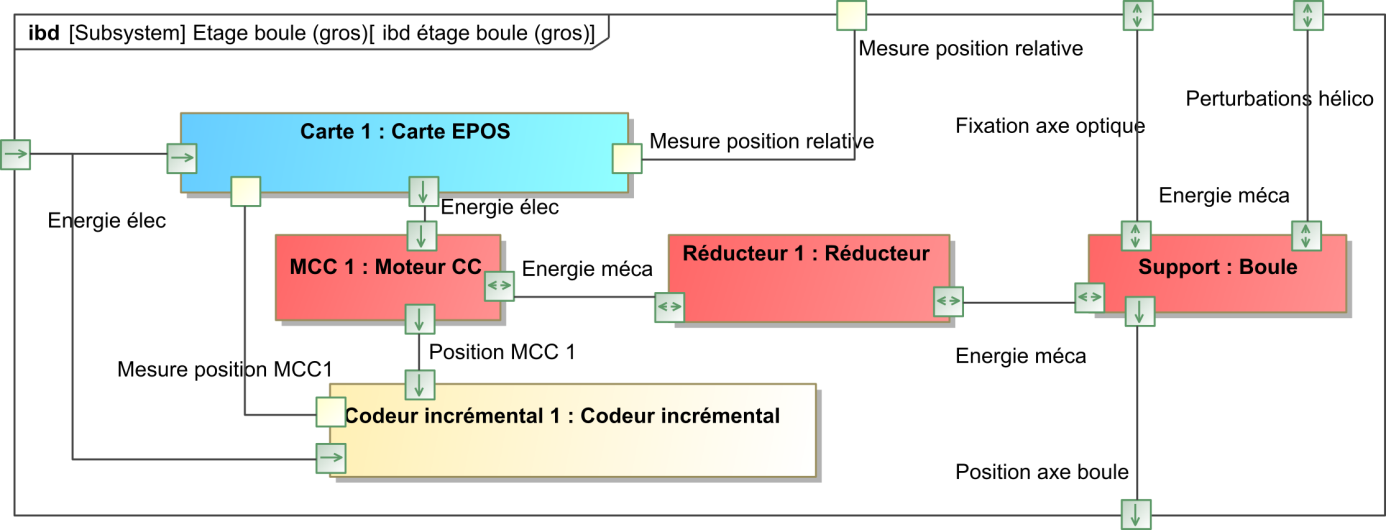 ibd [Subsystem] Etage boule (gros)[ ibd étage boule (gros)]
Mesure position relative
Perturbations hélico
Fixation axe optique
Carte 1 : Carte EPOS
Mesure position relative
Energie méca
Energie élec
Energie élec
MCC 1 : Moteur CC
Energie méca
Réducteur 1 : Réducteur
Support : Boule
Position MCC 1
Energie méca
Mesure position MCC1
Codeur incrémental 1 : Codeur incrémental
Position axe boule